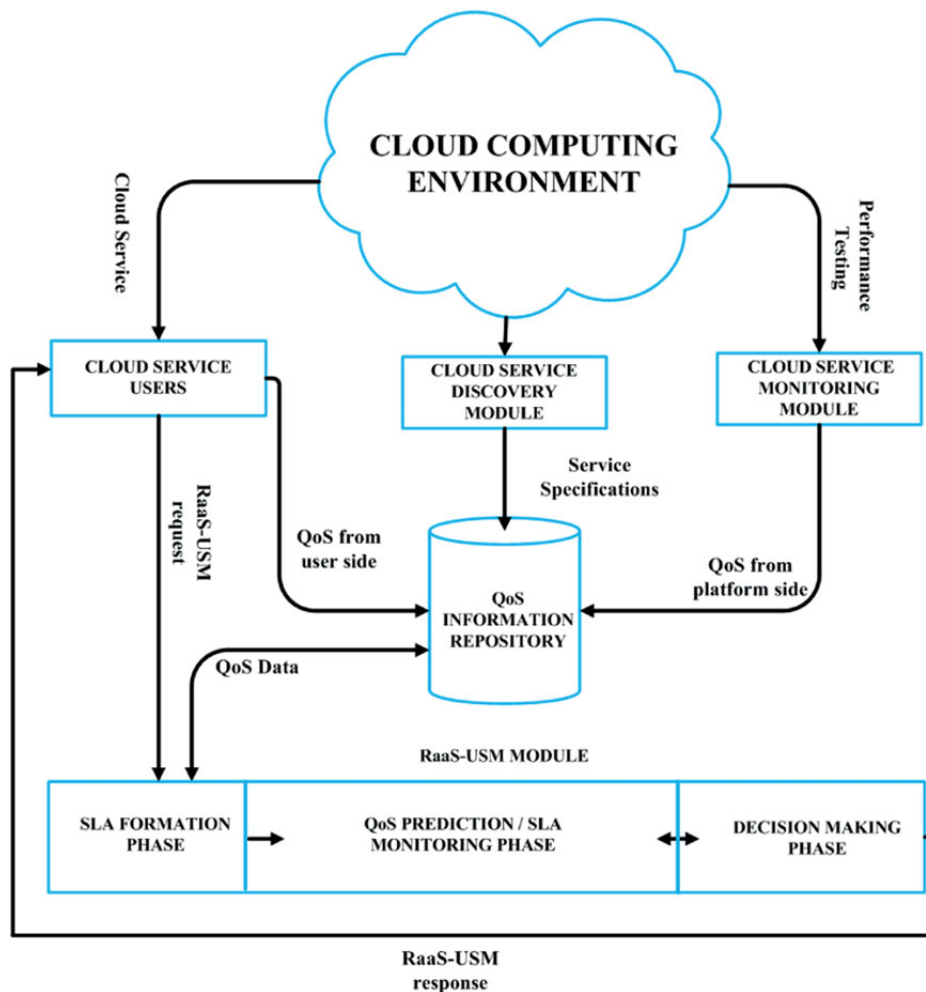 CLOUD COMPUTING
ENVIRONMENT
Cloud Service
Performance
Testing
CLOUD SERVICE
USERS
CLOUD SERVICE
DISCOVERY
MODULE
CLOUD SERVICE
MONITORING
MODULE
Service
Specifications
RaaS-USM
request
QoS from
user side
QoS from
platform side
QoS
INFORMATION
REPOSITORY
QoS Data
RaaS-USM MODULE
SLA FORMATION
PHASE
QoS PREDICTION / SLA
MONITORING PHASE
DECISION MAKING
PHASE
RaaS-USM
response